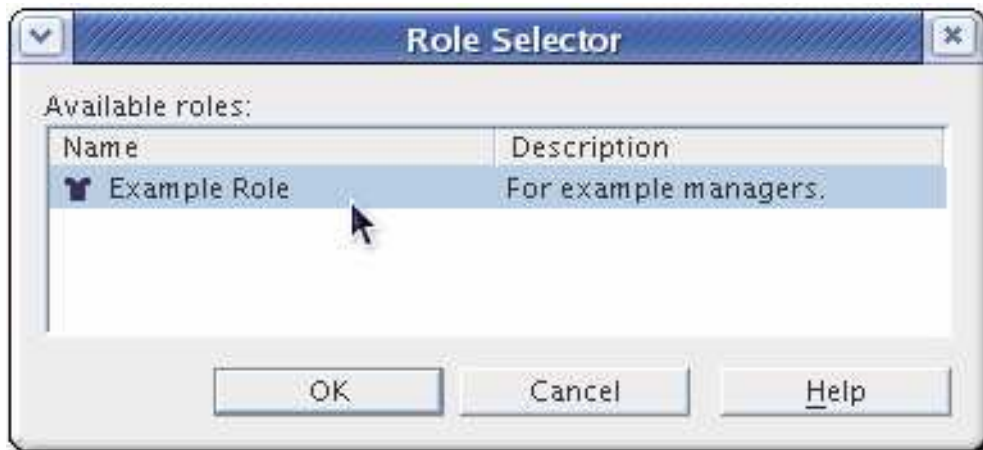 Role Selector
Available roles:
Name Description
Example Role For example managers.
OK Cancel Help